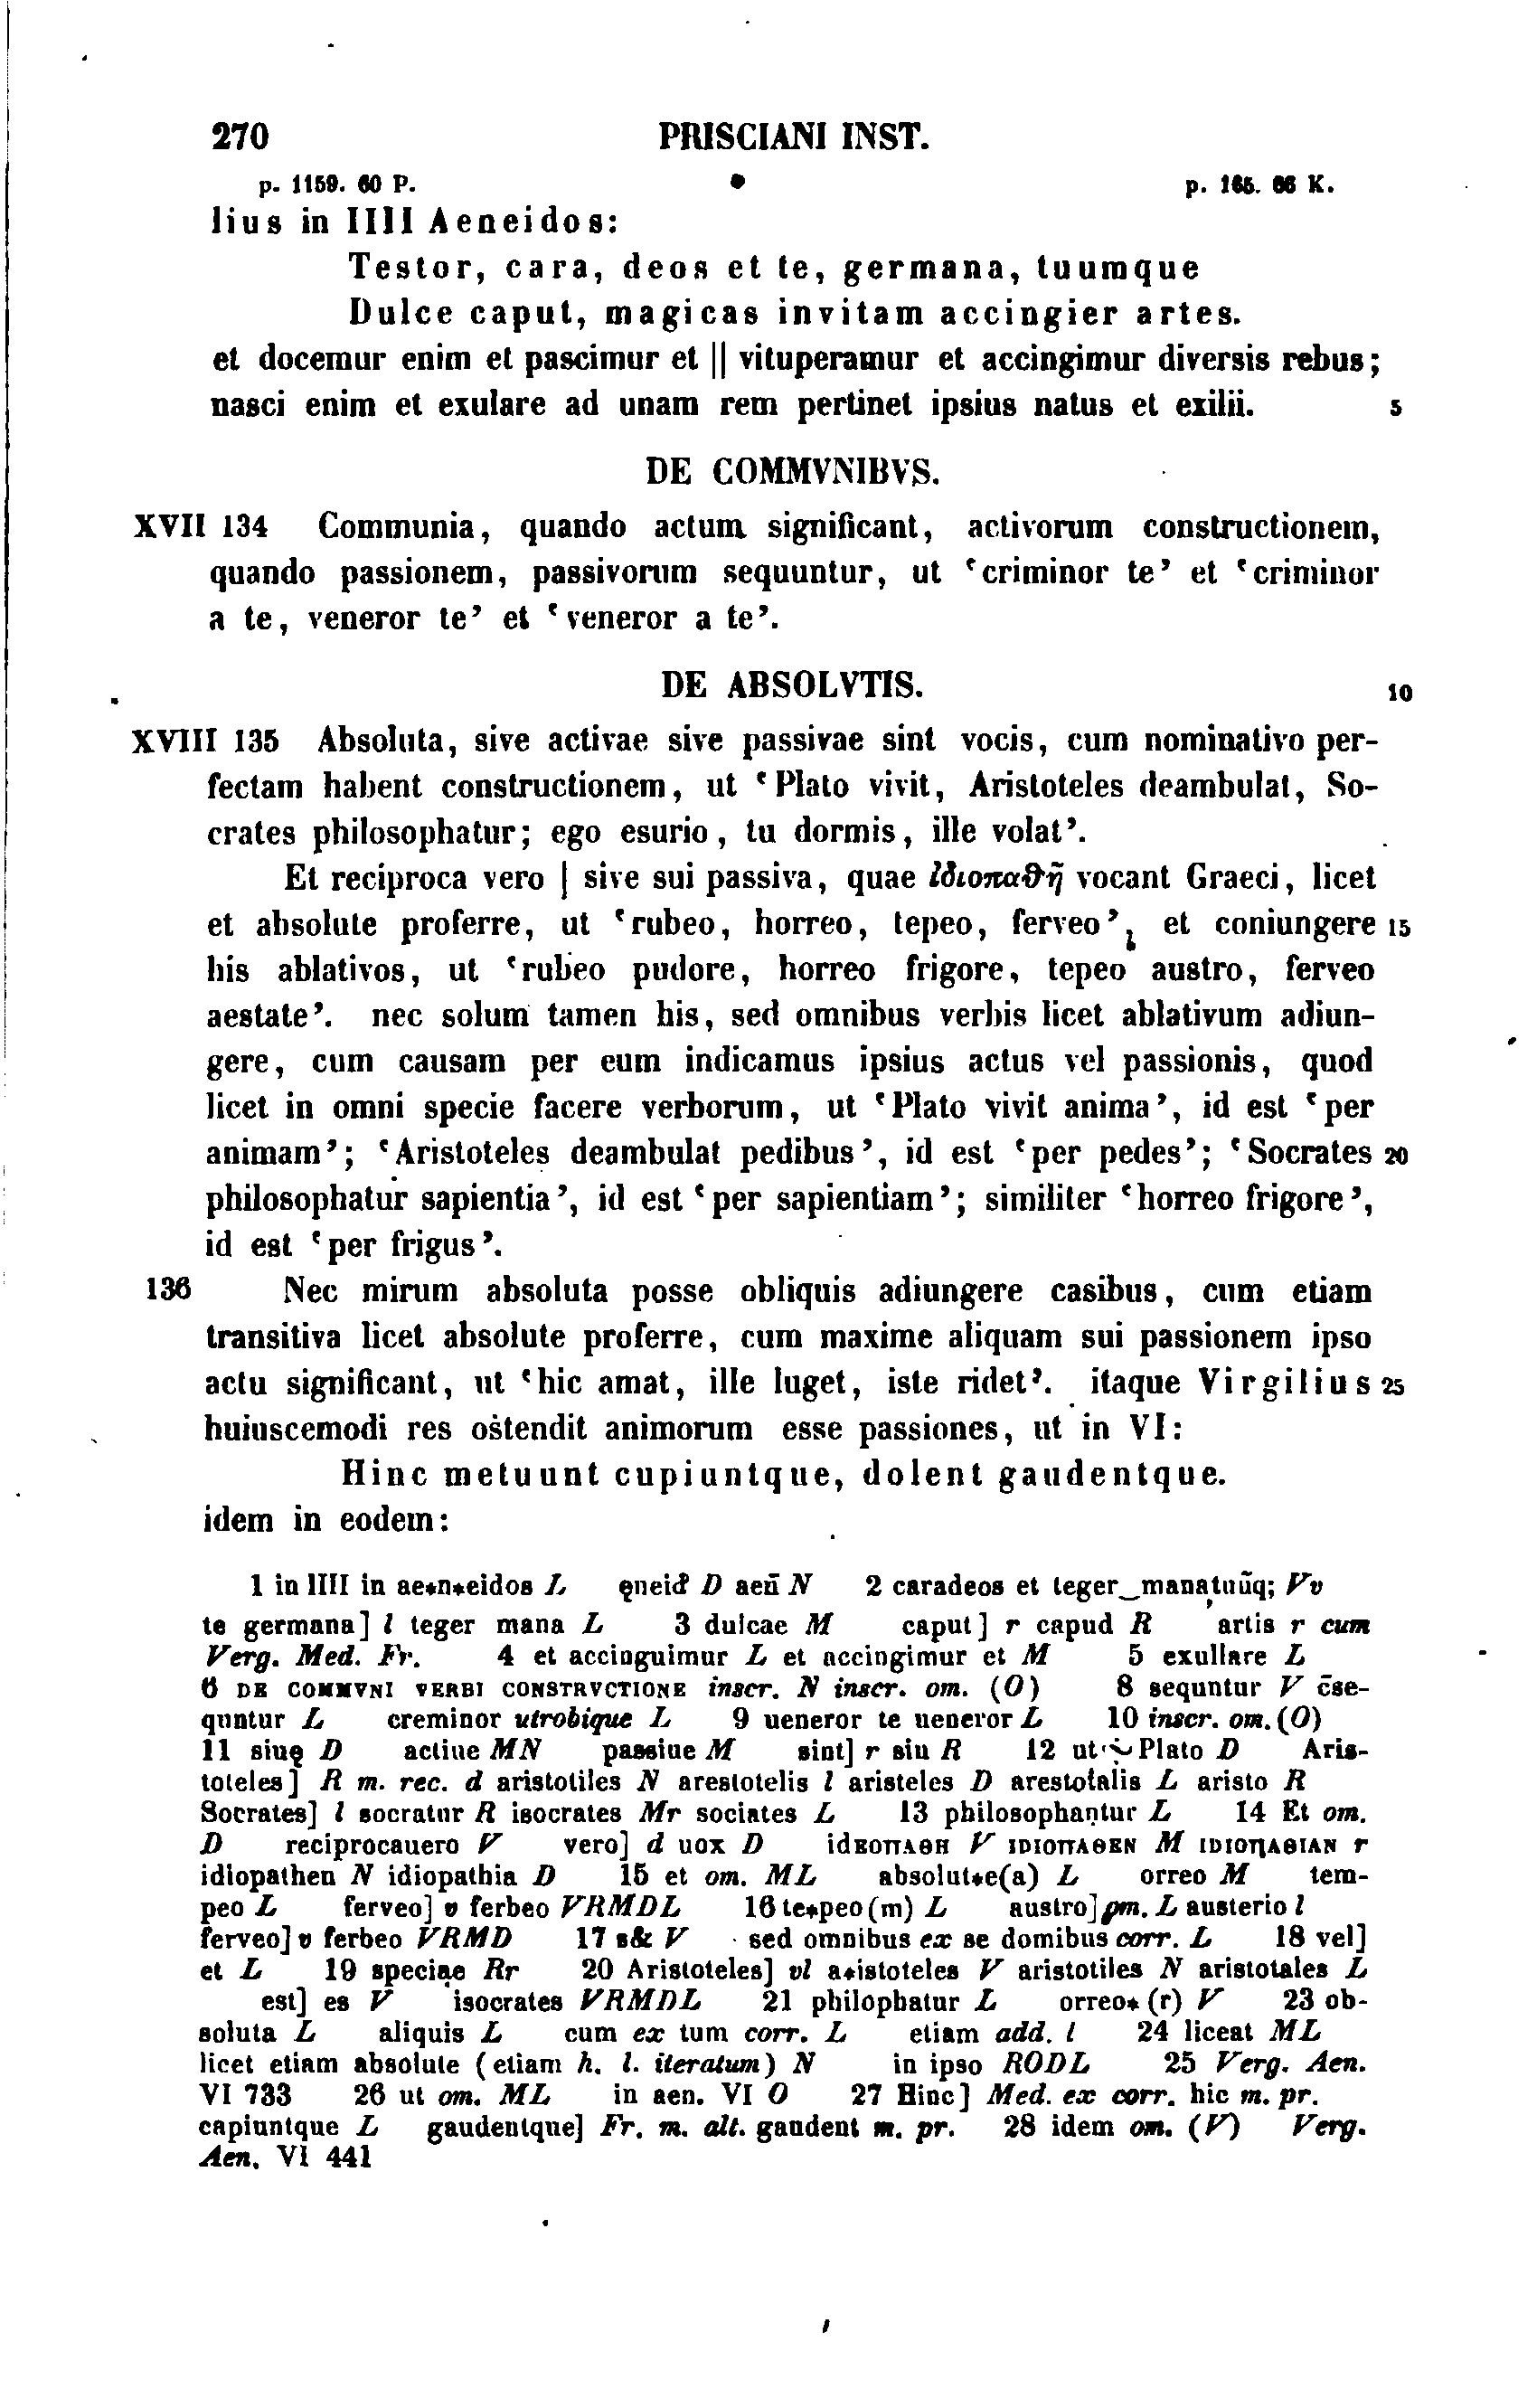 270 PRISCIANI INST.
p. 1159. 60 P. p. 165. 66 K.
lius in IIII Aeneidos:
Testor, cara, deos et te, germana, tuumque
Dulce caput, magicas invitam accingier artes.
et docemur enim et pascimur et || vituperamur et accingimur diversis rebus;
nasci enim et exulare ad unam rem pertinet ipsius natus et exilii. 5
DE COMMVNIBVS.
XVII 134 Communia, quando actum significant, activorum constructionem,
quando passionem, passivorum sequuntur, ut ‘criminor te’ et ‘criminor
a te, veneror te’ et ‘veneror a te’.
DE ABSOLVTIS. 10
XVIII 135 Absoluta, sive activae sive passivae sint vocis, cum nominativo per-
fectam habent constructionem, ut ‘Plato vivit, Aristoteles deambulat, So-
crates philosophatur; ego esurio, tu dormis, ille volat’.
Et reciproca vero | sive sui passiva, quae ἰδιοπαθῆ vocant Graeci, licet
et absolute proferre, ut ‘rubeo, horreo, tepeo, ferveo’, et coniungere 15
his ablativos, ut ‘rubeo pudore, horreo frigore, tepeo austro, ferveo
aestate’. nec solum tamen his, sed omnibus verbis licet ablativum adiun-
gere, cum causam per eum indicamus ipsius actus vel passionis, quod
licet in omni specie facere verborum, ut ‘Plato vivit anima’, id est ‘per
animam’; ‘Aristoteles deambulat pedibus’, id est ‘per pedes’; ‘Socrates 20
philosophatur sapientia’, id est ‘per sapientiam’; similiter ‘horreo frigore’,
id est ‘per frigus’.
136 Nec mirum absoluta posse obliquis adiungere casibus, cum etiam
transitiva licet absolute proferre, cum maxime aliquam sui passionem ipso
actu significant, ut ‘hic amat, ille luget, iste ridet’. itaque Virgilius 25
huiuscemodi res ostendit animorum esse passiones, ut in VI:
Hinc metuunt cupiuntque, dolent gaudentque.
idem in eodem:
1 in IIII in ae*n*eidos L ęneid D aen̄ N 2 caradeos et teger_manatuūq; Vv
te germana] l teger mana L 3 dulcae M caput] r capud R artis r cum
Verg. Med. Fr. 4 et accinguimur L et accingimur et M 5 exullare L
6 DE COMMVNI VERBI CONSTRVCTIONE inscr. N inscr. om. (O) 8 sequntur V c̄se-
quntur L creminor utrobique L 9 ueneror te ueneror L 10 inscr. om. (O)
11 siuę D actiue MN passiue M sint] r siu R 12 ut Plato D Aris-
toteles] R m. rec. d aristotiles N arestotelis l aristeles D arestotalis L aristo R
Socrates] l socratur R isocrates Mr sociates L 13 philosophaņtur L 14 Et om.
D reciprocauero V vero] d uox D idEOΠAΘH V IDIOΠAΘEN M IDIOΠAΘIAN r
idiopathen N idiopathia D 15 et om. ML absolut*e(a) L orreo M tem-
peo L ferveo] v ferbeo VRMDL 16 te*peo(m) L austro] pm. L austerio l
ferveo] v ferbeo VRMD 17 s& V sed omnibus ex se domibus corr. L 18 vel]
et L 19 speciạe Rr 20 Aristoteles] vl a*istoteles V aristotiles N aristotales L
est] es V isocrates VRMDL 21 philophatur L orreo* (r) V 23 ob-
soluta L aliquis L cum ex tum corr. L etiam add. l 24 liceat ML
licet etiam absolute (etiam h. l. iteratum) N in ipso RODL 25 Verg. Aen.
VI 733 26 ut om. ML in aen. VI O 27 Hinc] Med. ex corr. hic m. pr.
capiuntque L gaudentque] Fr. m. alt. gaudent m. pr. 28 idem om. (V) Verg.
Aen. VI 441